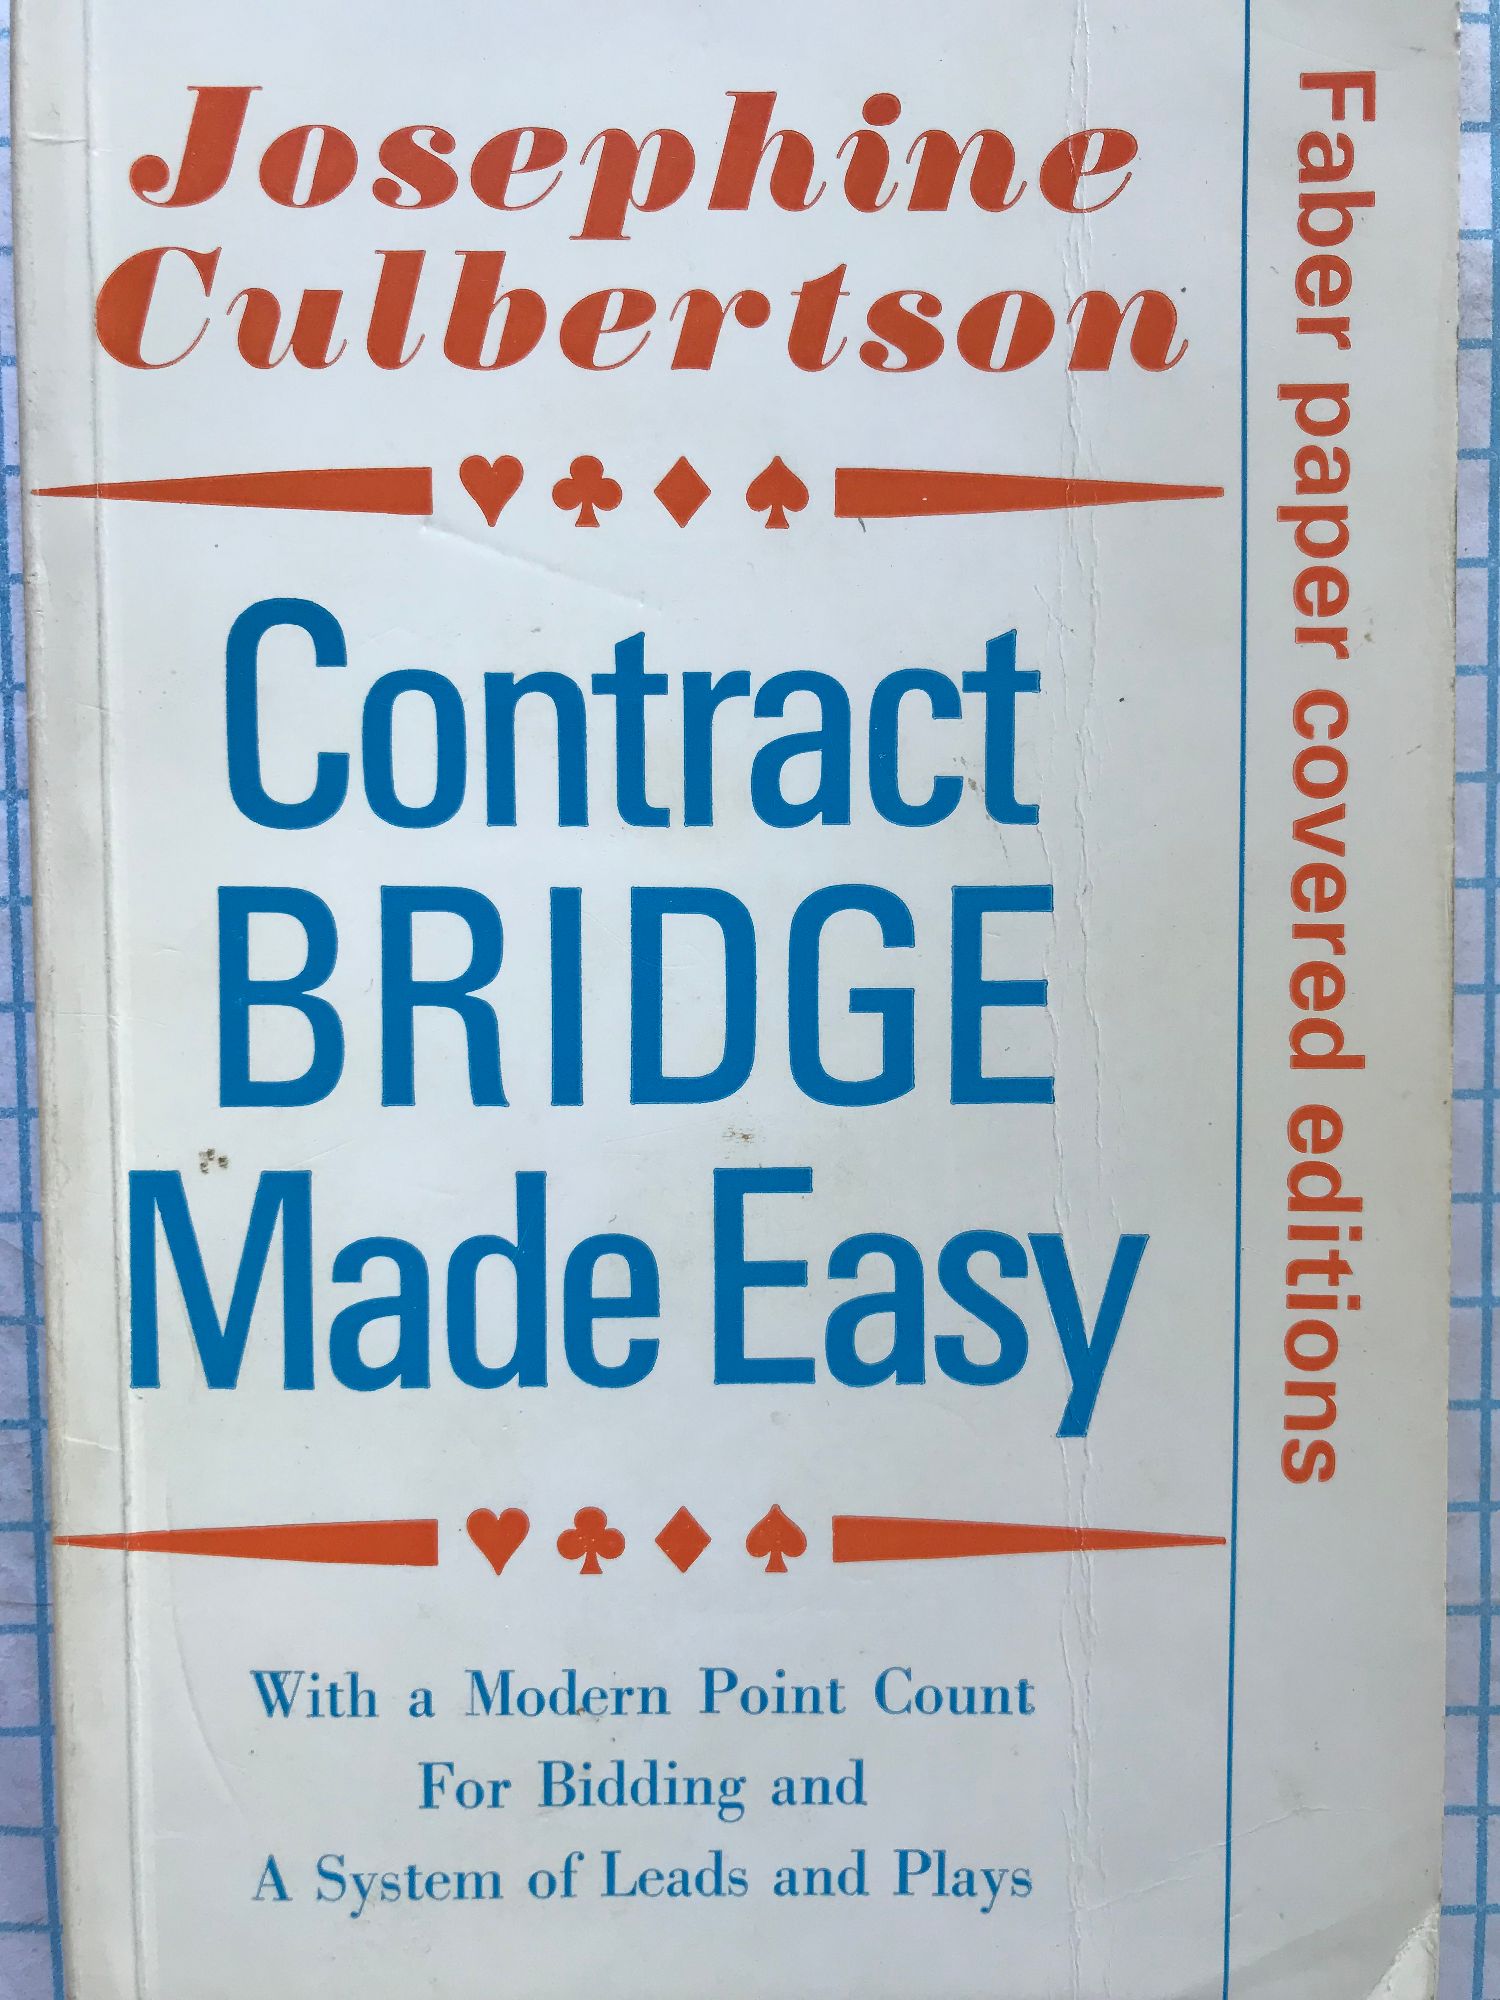 Josephine
Culbertson
Contract
BRIDGE
Made Easy
With a Modern Point Count
For Bidding and
A System of Leads and Plays
Faber paper covered editions